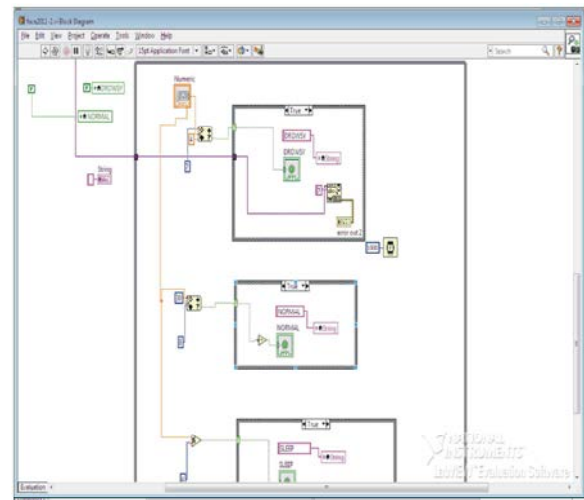 File Edit View Project Operate Tools Window Help
15pt Application Font
Search
Numeric
True
DROWSY
NORMAL
DROWSY
String
DROWSY
String
error out 2
True
NORMAL
String
NORMAL
True
SLEEP
String
SLEEP
NATIONAL
INSTRUMENTS
LabVIEW Evaluation Software
Evaluation